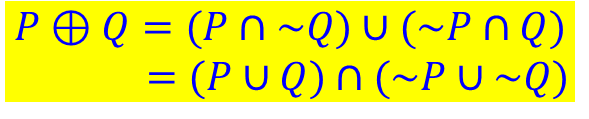 P ⊕ Q = (P ∩ ~Q) ∪ (~P ∩ Q)
= (P ∪ Q) ∩ (~P ∪ ~Q)